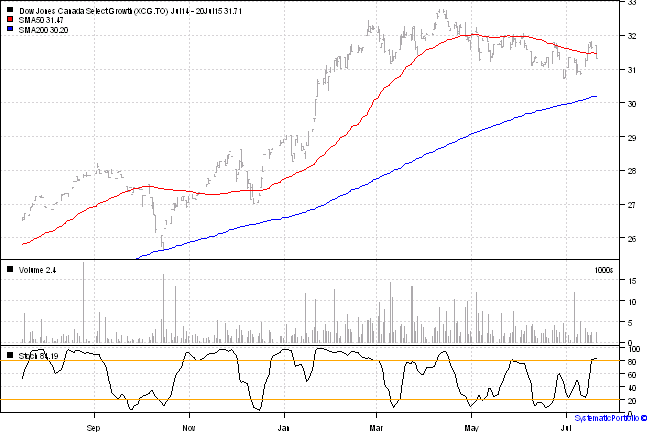 Dow Jones Canada Select Growth (XCG.TO) Jul14 - 20Jul15 31.71
SMA50 31.47
SMA200 30.20
33
32
31
30
29
28
27
26
Volume 2.4
1000s
15
10
5
0
Stoch 84.19
100
80
60
40
20
0
Sep
Nov
Jan
Mar
May
Jul
SystematicPortfolio ©